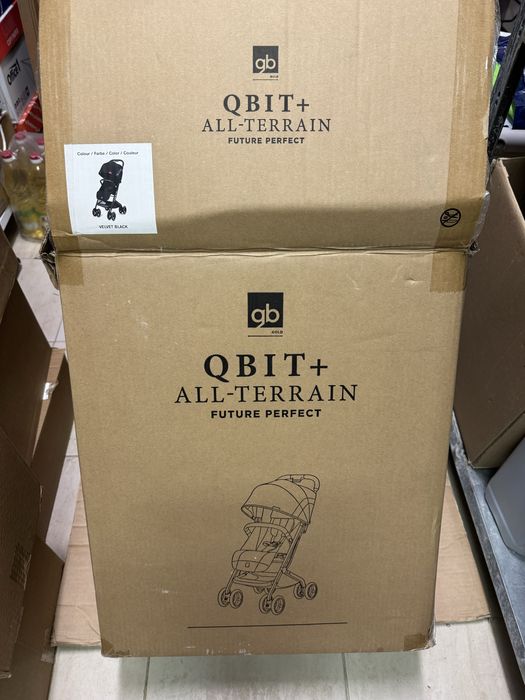 gb
GOLD
QBIT+
ALL-TERRAIN
FUTURE PERFECT
Colour / Farbe / Color / Couleur
VELVET BLACK
gb
GOLD
QBIT+
ALL-TERRAIN
FUTURE PERFECT